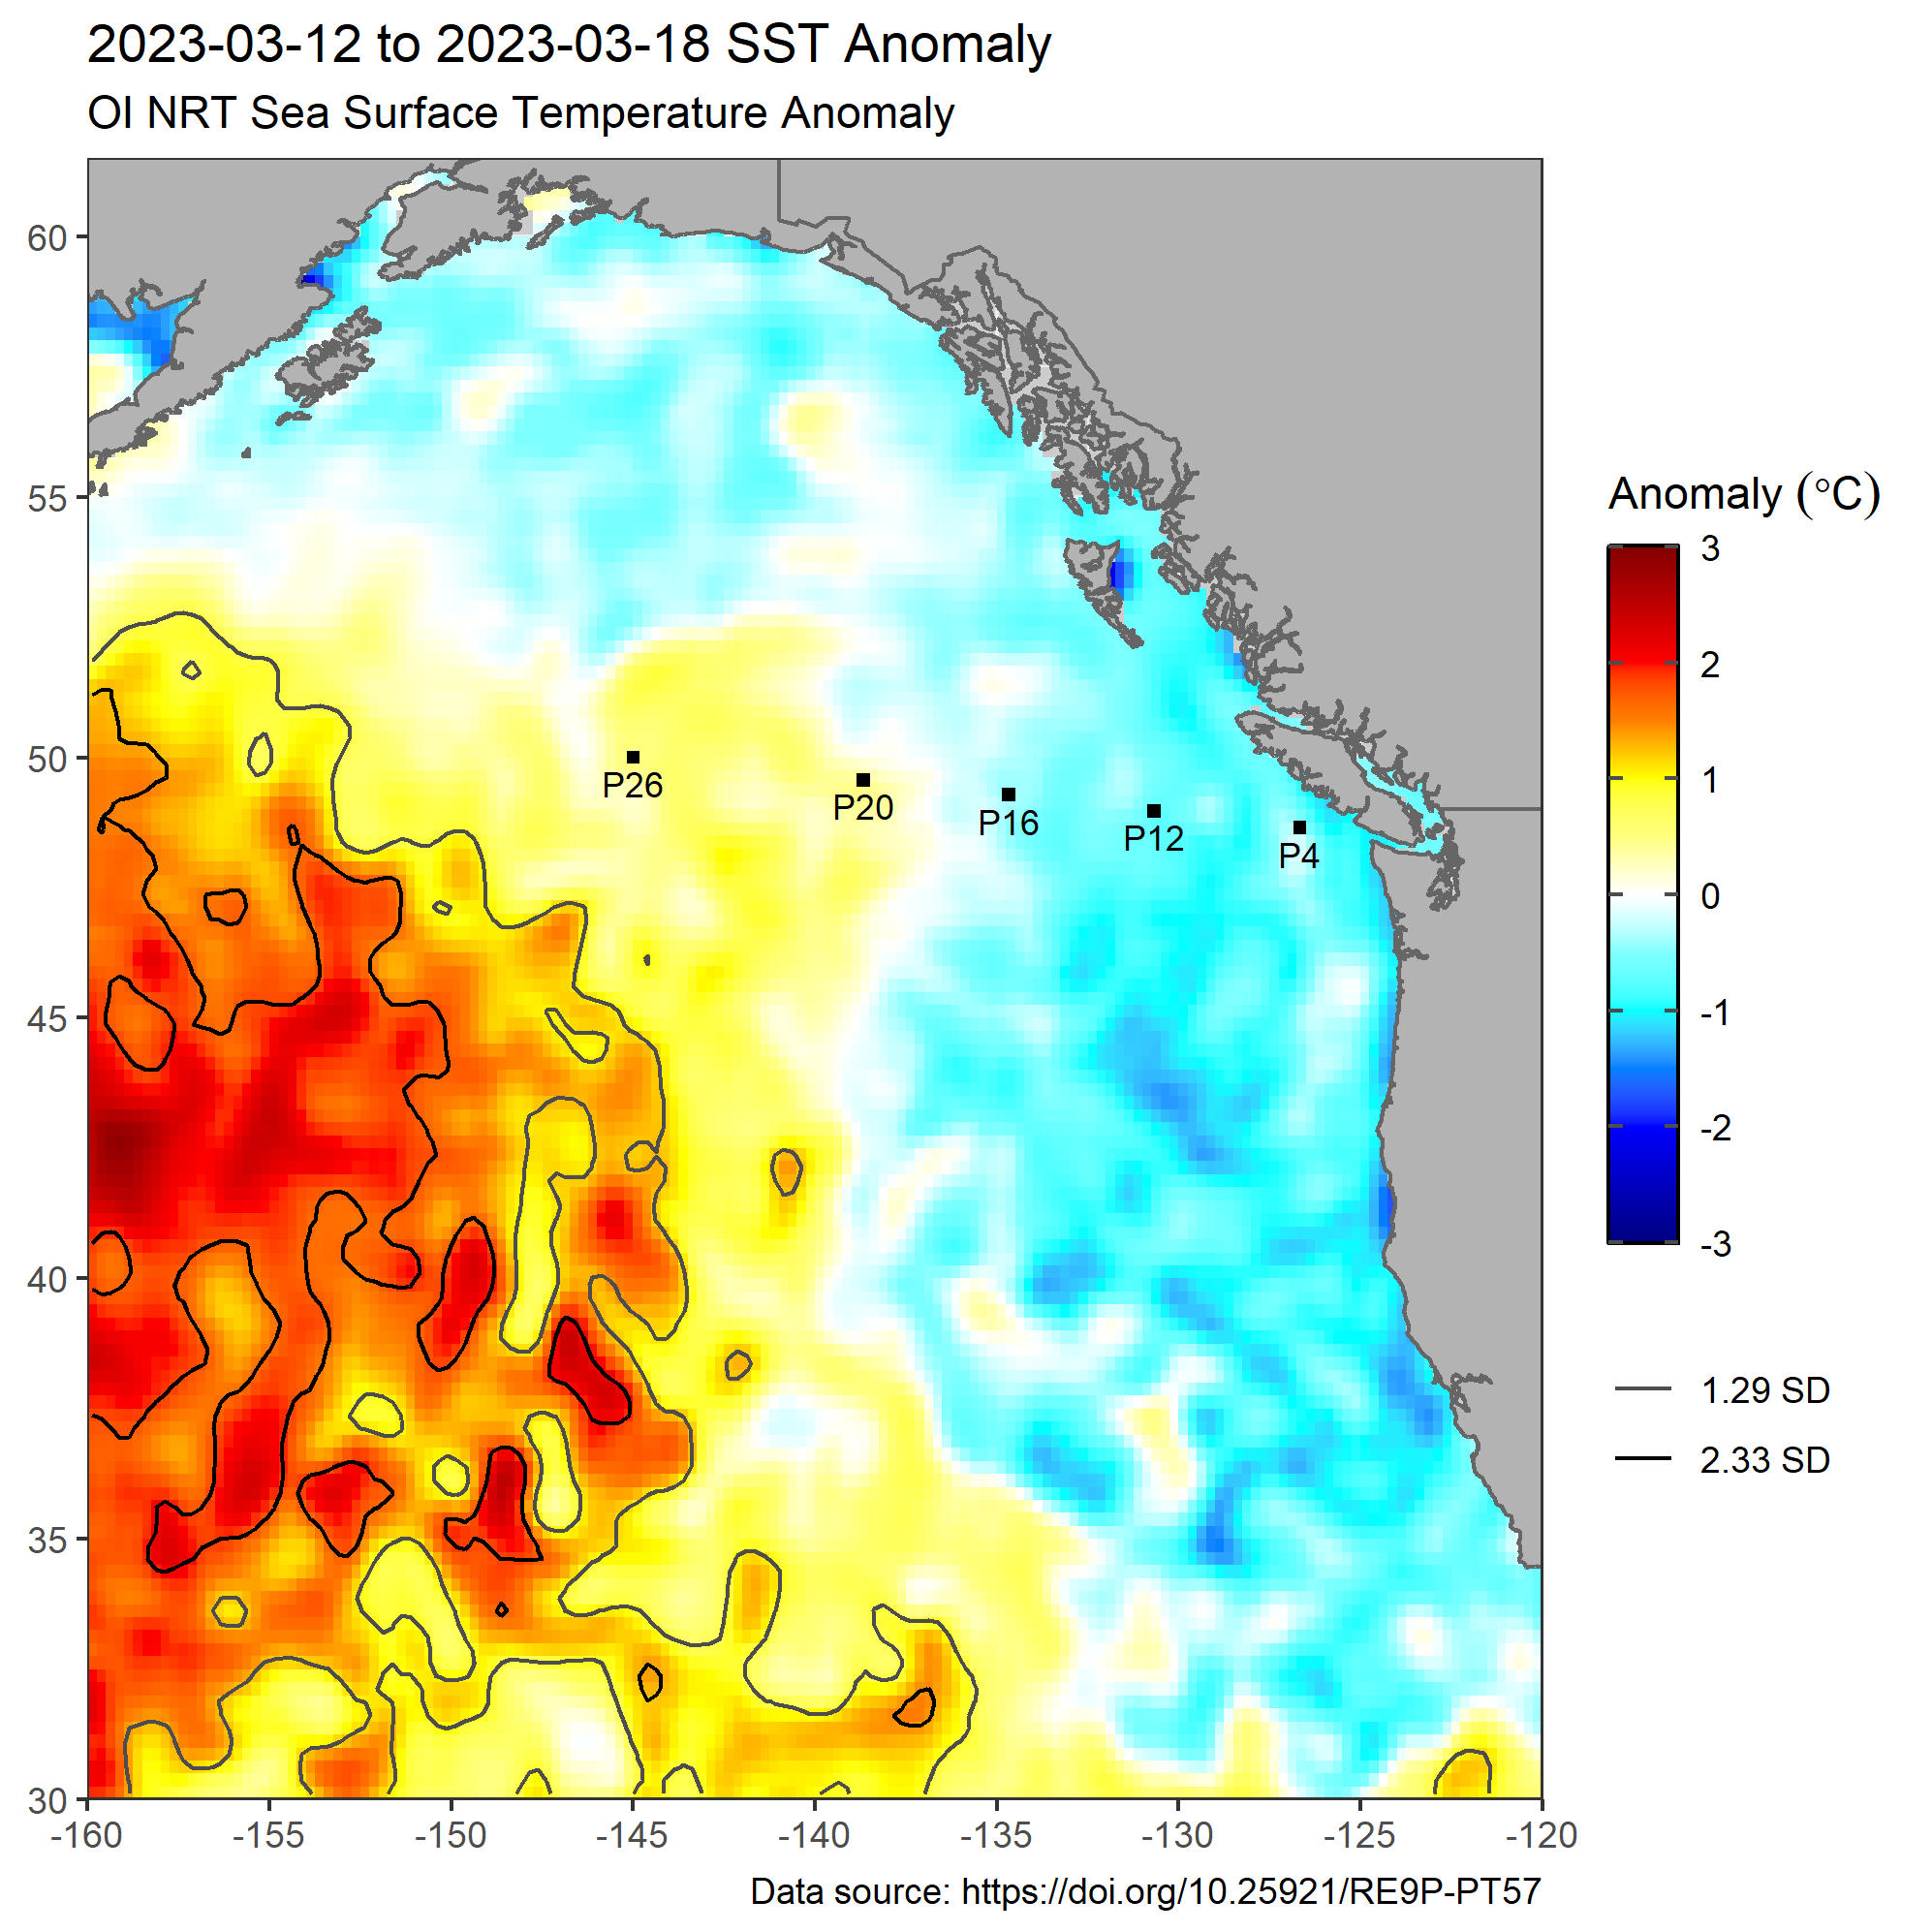 2023-03-12 to 2023-03-18 SST Anomaly
OI NRT Sea Surface Temperature Anomaly
60
55
50
45
40
35
30
-160
-155
-150
-145
-140
-135
-130
-125
-120
P26
P20
P16
P12
P4
Anomaly (°C)
3
2
1
0
-1
-2
-3
1.29 SD
2.33 SD
Data source: https://doi.org/10.25921/RE9P-PT57